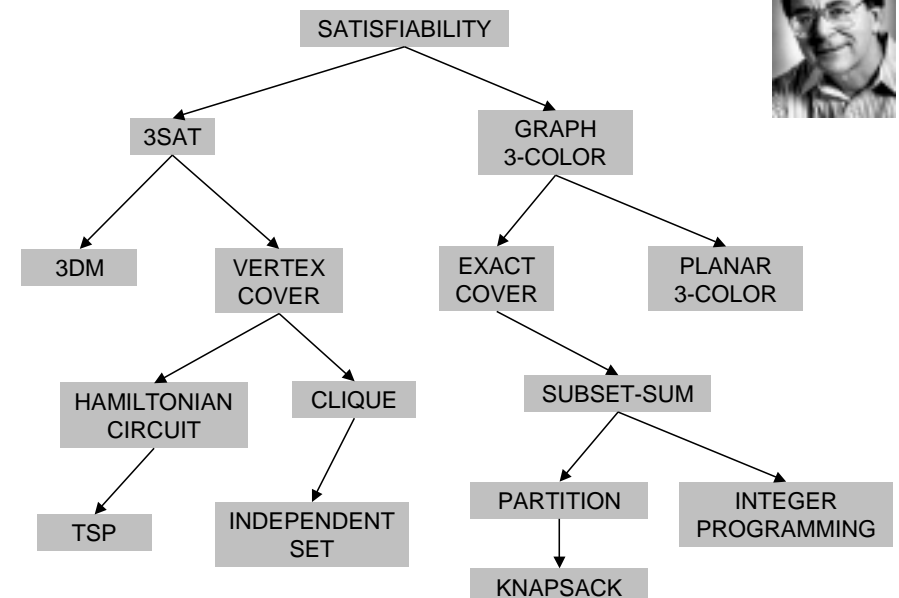 SATISFIABILITY
3SAT
GRAPH
3-COLOR
3DM
VERTEX
COVER
EXACT
COVER
PLANAR
3-COLOR
HAMILTONIAN
CIRCUIT
CLIQUE
SUBSET-SUM
TSP
INDEPENDENT
SET
PARTITION
INTEGER
PROGRAMMING
KNAPSACK